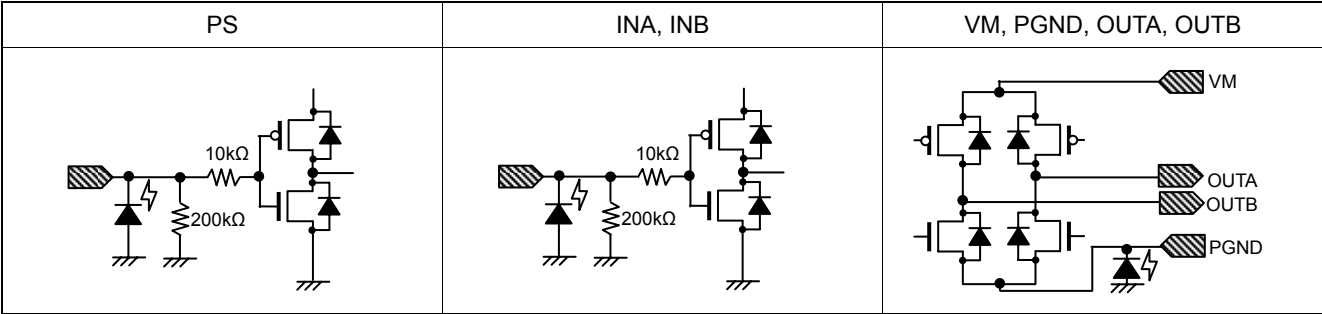 PS
INA, INB
VM, PGND, OUTA, OUTB
10kΩ
200kΩ
10kΩ
200kΩ
VM
OUTA
OUTB
PGND